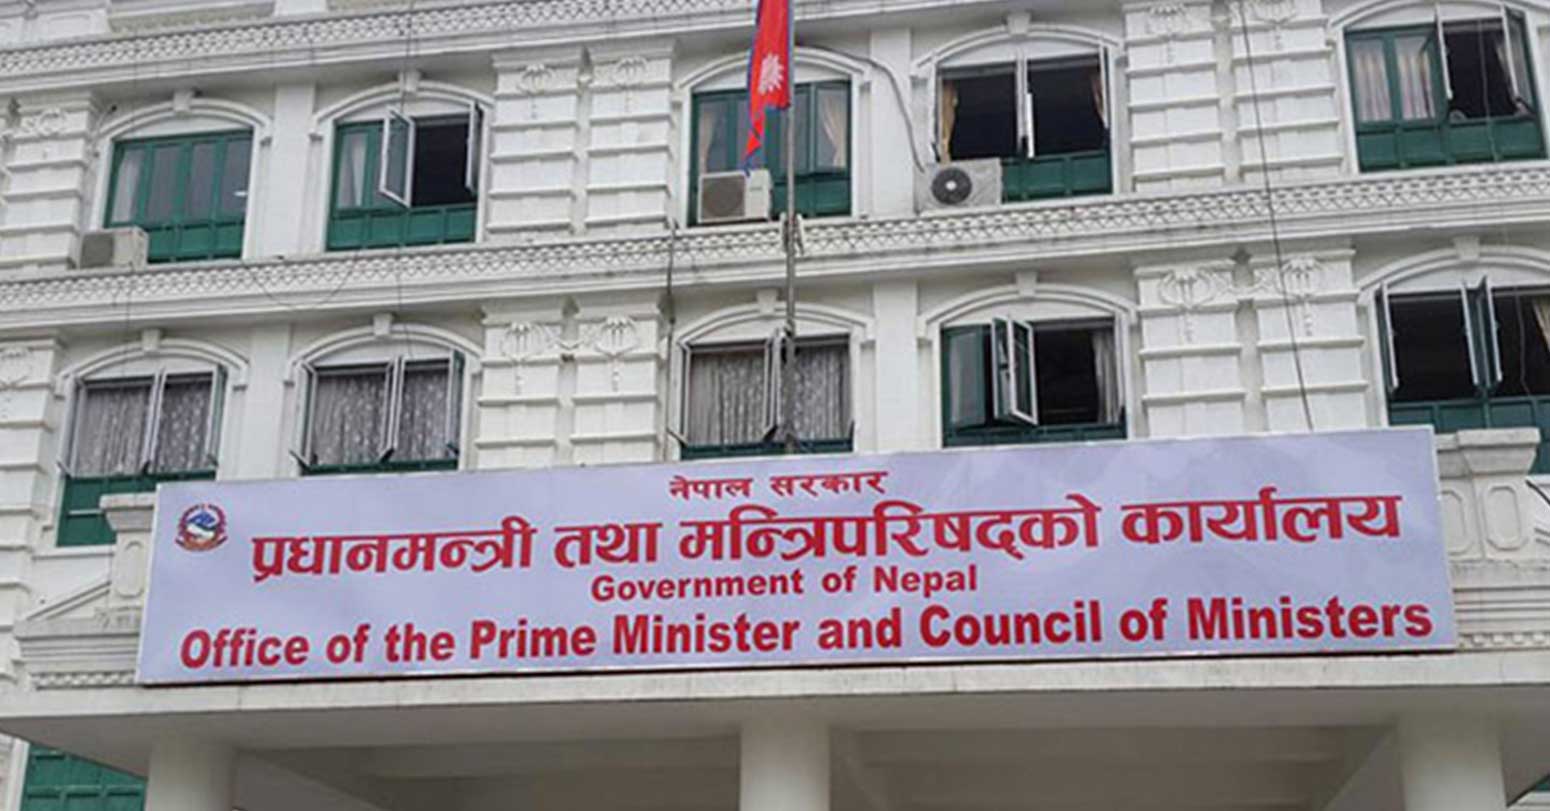 नेपाल सरकार
प्रधानमन्त्री तथा मन्त्रिपरिषद्को कार्यालय
Government of Nepal
Office of the Prime Minister and Council of Ministers